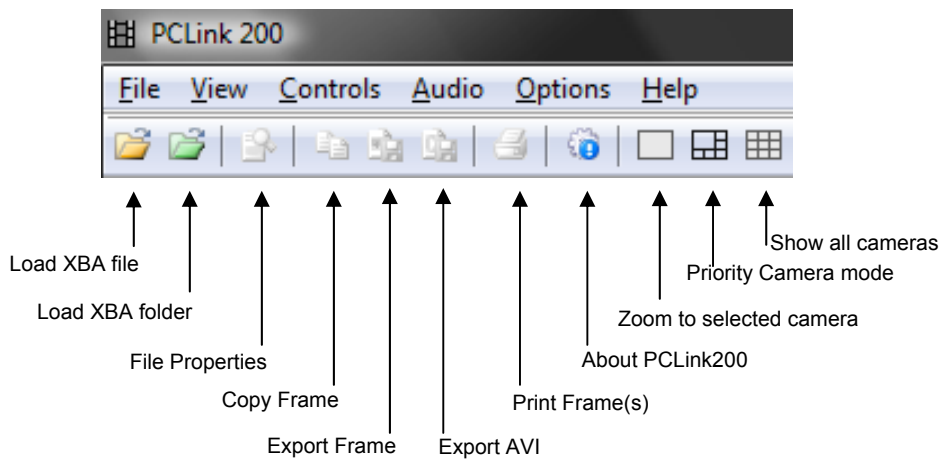 PCLink 200
File View Controls Audio Options Help
Show all cameras
Load XBA file
Priority Camera mode
Load XBA folder
Zoom to selected camera
File Properties
About PCLink200
Copy Frame
Print Frame(s)
Export Frame
Export AVI